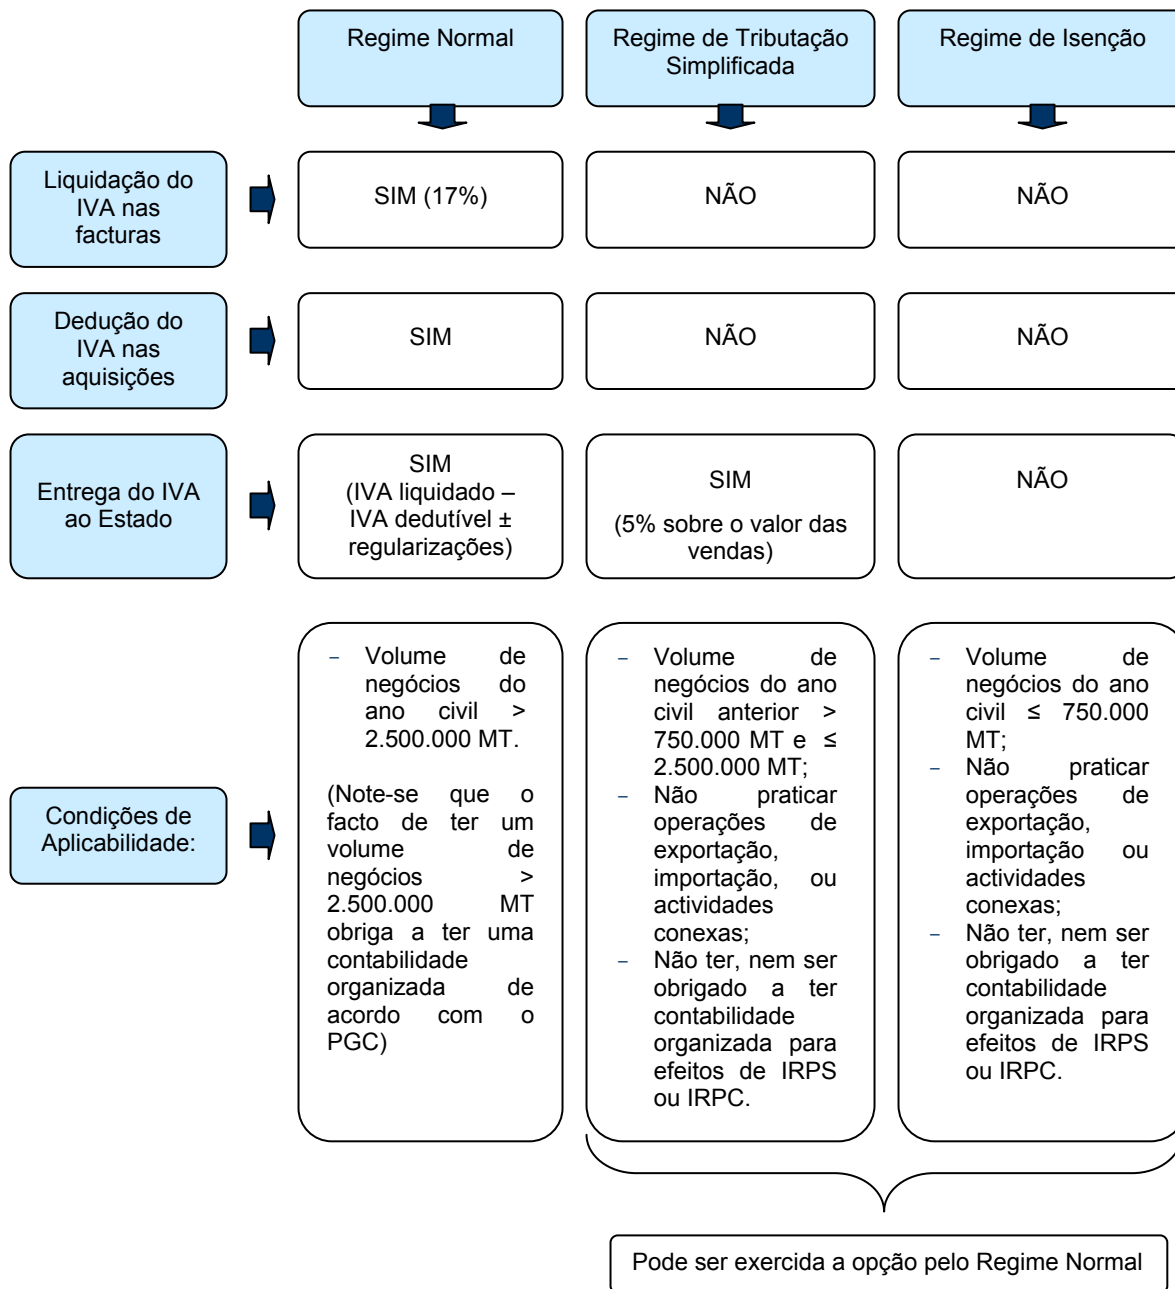 Regime Normal
Regime de Tributação
Simplificada
Regime de Isenção
Liquidação do
IVA nas
facturas
SIM (17%)
NÃO
NÃO
Dedução do
IVA nas
aquisições
SIM
NÃO
NÃO
Entrega do IVA
ao Estado
SIM
(IVA liquidado –
IVA dedutível ±
regularizações)
SIM
(5% sobre o valor das
vendas)
NÃO
Condições de
Aplicabilidade:
- Volume de
negócios do
ano civil >
2.500.000 MT.
(Note-se que o
facto de ter um
volume de
negócios >
2.500.000 MT
obriga a ter uma
contabilidade
organizada de
acordo com o
PGC)
- Volume de
negócios do ano
civil anterior >
750.000 MT e ≤
2.500.000 MT;
- Não praticar
operações de
exportação,
importação, ou
actividades
conexas;
- Não ter, nem ser
obrigado a ter
contabilidade
organizada para
efeitos de IRPS
ou IRPC.
- Volume de
negócios do ano
civil ≤ 750.000
MT;
- Não praticar
operações de
exportação,
importação ou
actividades
conexas;
- Não ter, nem ser
obrigado a ter
contabilidade
organizada para
efeitos de IRPS
ou IRPC.
Pode ser exercida a opção pelo Regime Normal